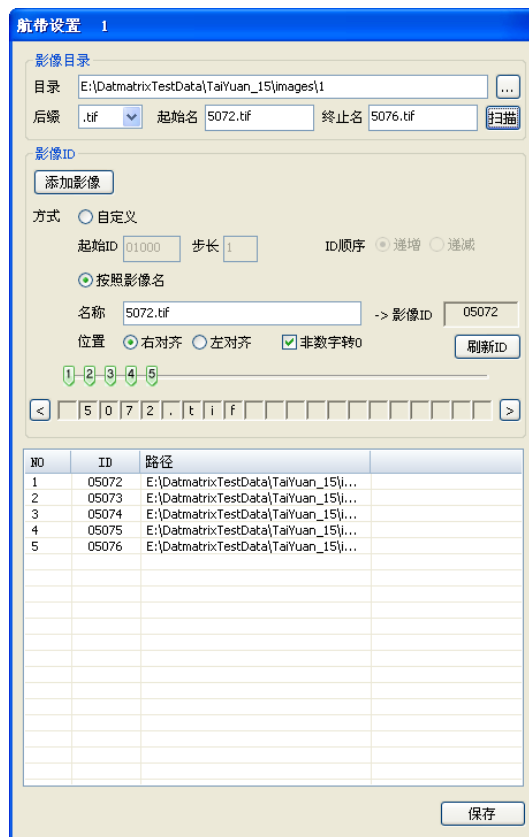 航带设置 1
影像目录
目录 E:\DatmatrixTestData\TaiYuan_15\images\1 ...
后缀 .tif 起始名 5072.tif 终止名 5076.tif 扫描
影像ID
添加影像
方式 自定义
起始ID 01000 步长 1 ID顺序 递增 递减
按照影像名
名称 5072.tif -> 影像ID 05072
位置 右对齐 左对齐 非数字转0 刷新ID
1 2 3 4 5
< 5 0 7 2 . t i f >
NO ID 路径
1 05072 E:\DatmatrixTestData\TaiYuan_15\i...
2 05073 E:\DatmatrixTestData\TaiYuan_15\i...
3 05074 E:\DatmatrixTestData\TaiYuan_15\i...
4 05075 E:\DatmatrixTestData\TaiYuan_15\i...
5 05076 E:\DatmatrixTestData\TaiYuan_15\i...
保存